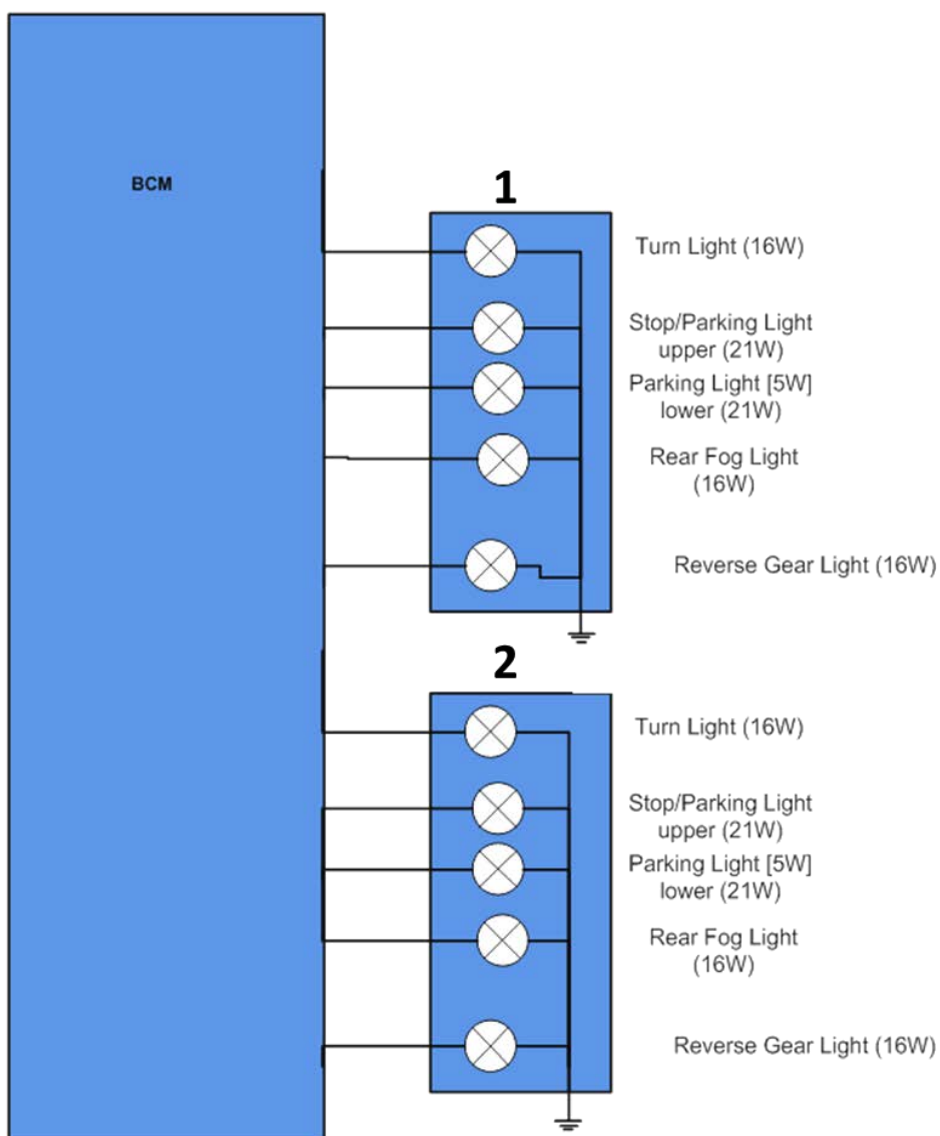 BCM
1
Turn Light (16W)
Stop/Parking Light
upper (21W)
Parking Light [5W]
lower (21W)
Rear Fog Light
(16W)
Reverse Gear Light (16W)
2
Turn Light (16W)
Stop/Parking Light
upper (21W)
Parking Light [5W]
lower (21W)
Rear Fog Light
(16W)
Reverse Gear Light (16W)